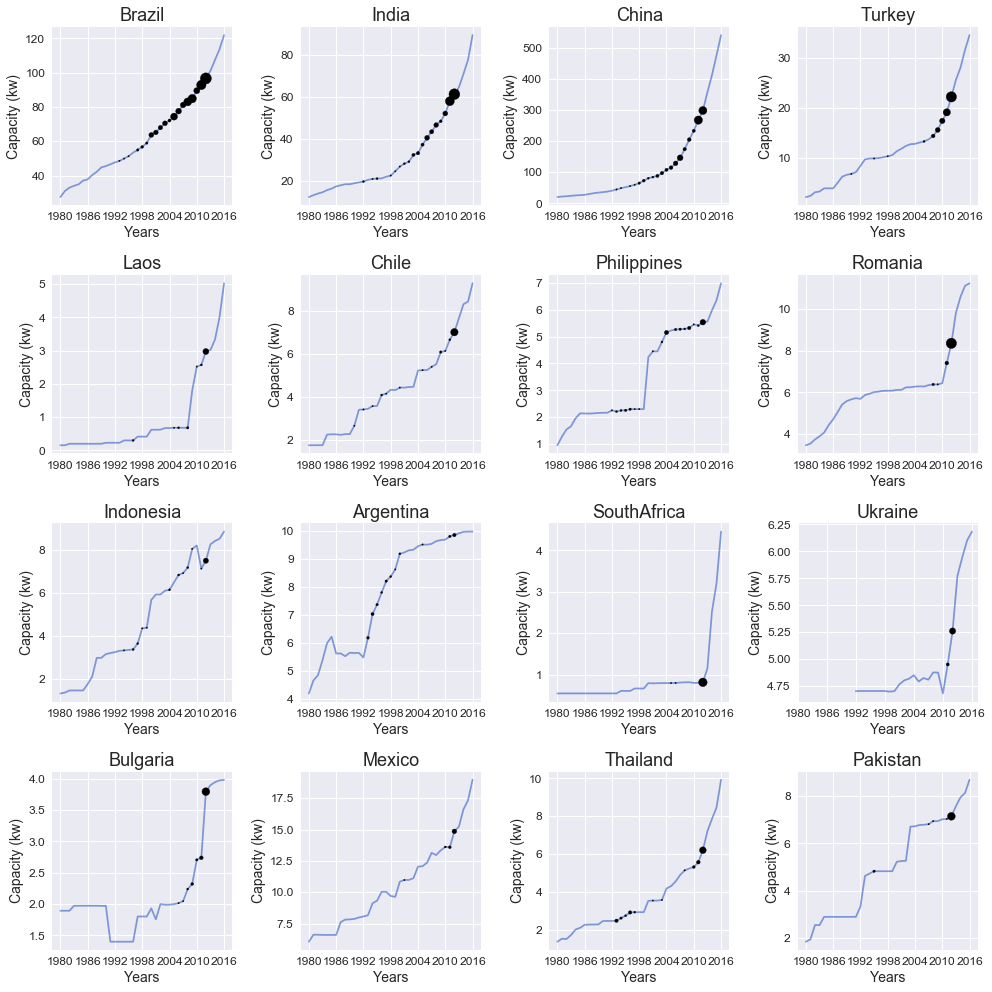 Brazil India China Turkey
Capacity (kw) 120 100 80 60 40
Capacity (kw) 80 60 40 20
Capacity (kw) 500 400 300 200 100 0
Capacity (kw) 30 20 10
1980 1986 1992 1998 2004 2010 2016
1980 1986 1992 1998 2004 2010 2016
1980 1986 1992 1998 2004 2010 2016
1980 1986 1992 1998 2004 2010 2016
Years Years Years Years
Laos Chile Philippines Romania
Capacity (kw) 5 4 3 2 1 0
Capacity (kw) 8 6 4 2
Capacity (kw) 7 6 5 4 3 2 1
Capacity (kw) 10 8 6 4
1980 1986 1992 1998 2004 2010 2016
1980 1986 1992 1998 2004 2010 2016
1980 1986 1992 1998 2004 2010 2016
1980 1986 1992 1998 2004 2010 2016
Years Years Years Years
Indonesia Argentina SouthAfrica Ukraine
Capacity (kw) 8 6 4 2
Capacity (kw) 10 9 8 7 6 5 4
Capacity (kw) 4 3 2 1
Capacity (kw) 6.25 6.00 5.75 5.50 5.25 5.00 4.75
1980 1986 1992 1998 2004 2010 2016
1980 1986 1992 1998 2004 2010 2016
1980 1986 1992 1998 2004 2010 2016
1980 1986 1992 1998 2004 2010 2016
Years Years Years Years
Bulgaria Mexico Thailand Pakistan
Capacity (kw) 4.0 3.5 3.0 2.5 2.0 1.5
Capacity (kw) 17.5 15.0 12.5 10.0 7.5
Capacity (kw) 10 8 6 4 2
Capacity (kw) 8 6 4 2
1980 1986 1992 1998 2004 2010 2016
1980 1986 1992 1998 2004 2010 2016
1980 1986 1992 1998 2004 2010 2016
1980 1986 1992 1998 2004 2010 2016
Years Years Years Years